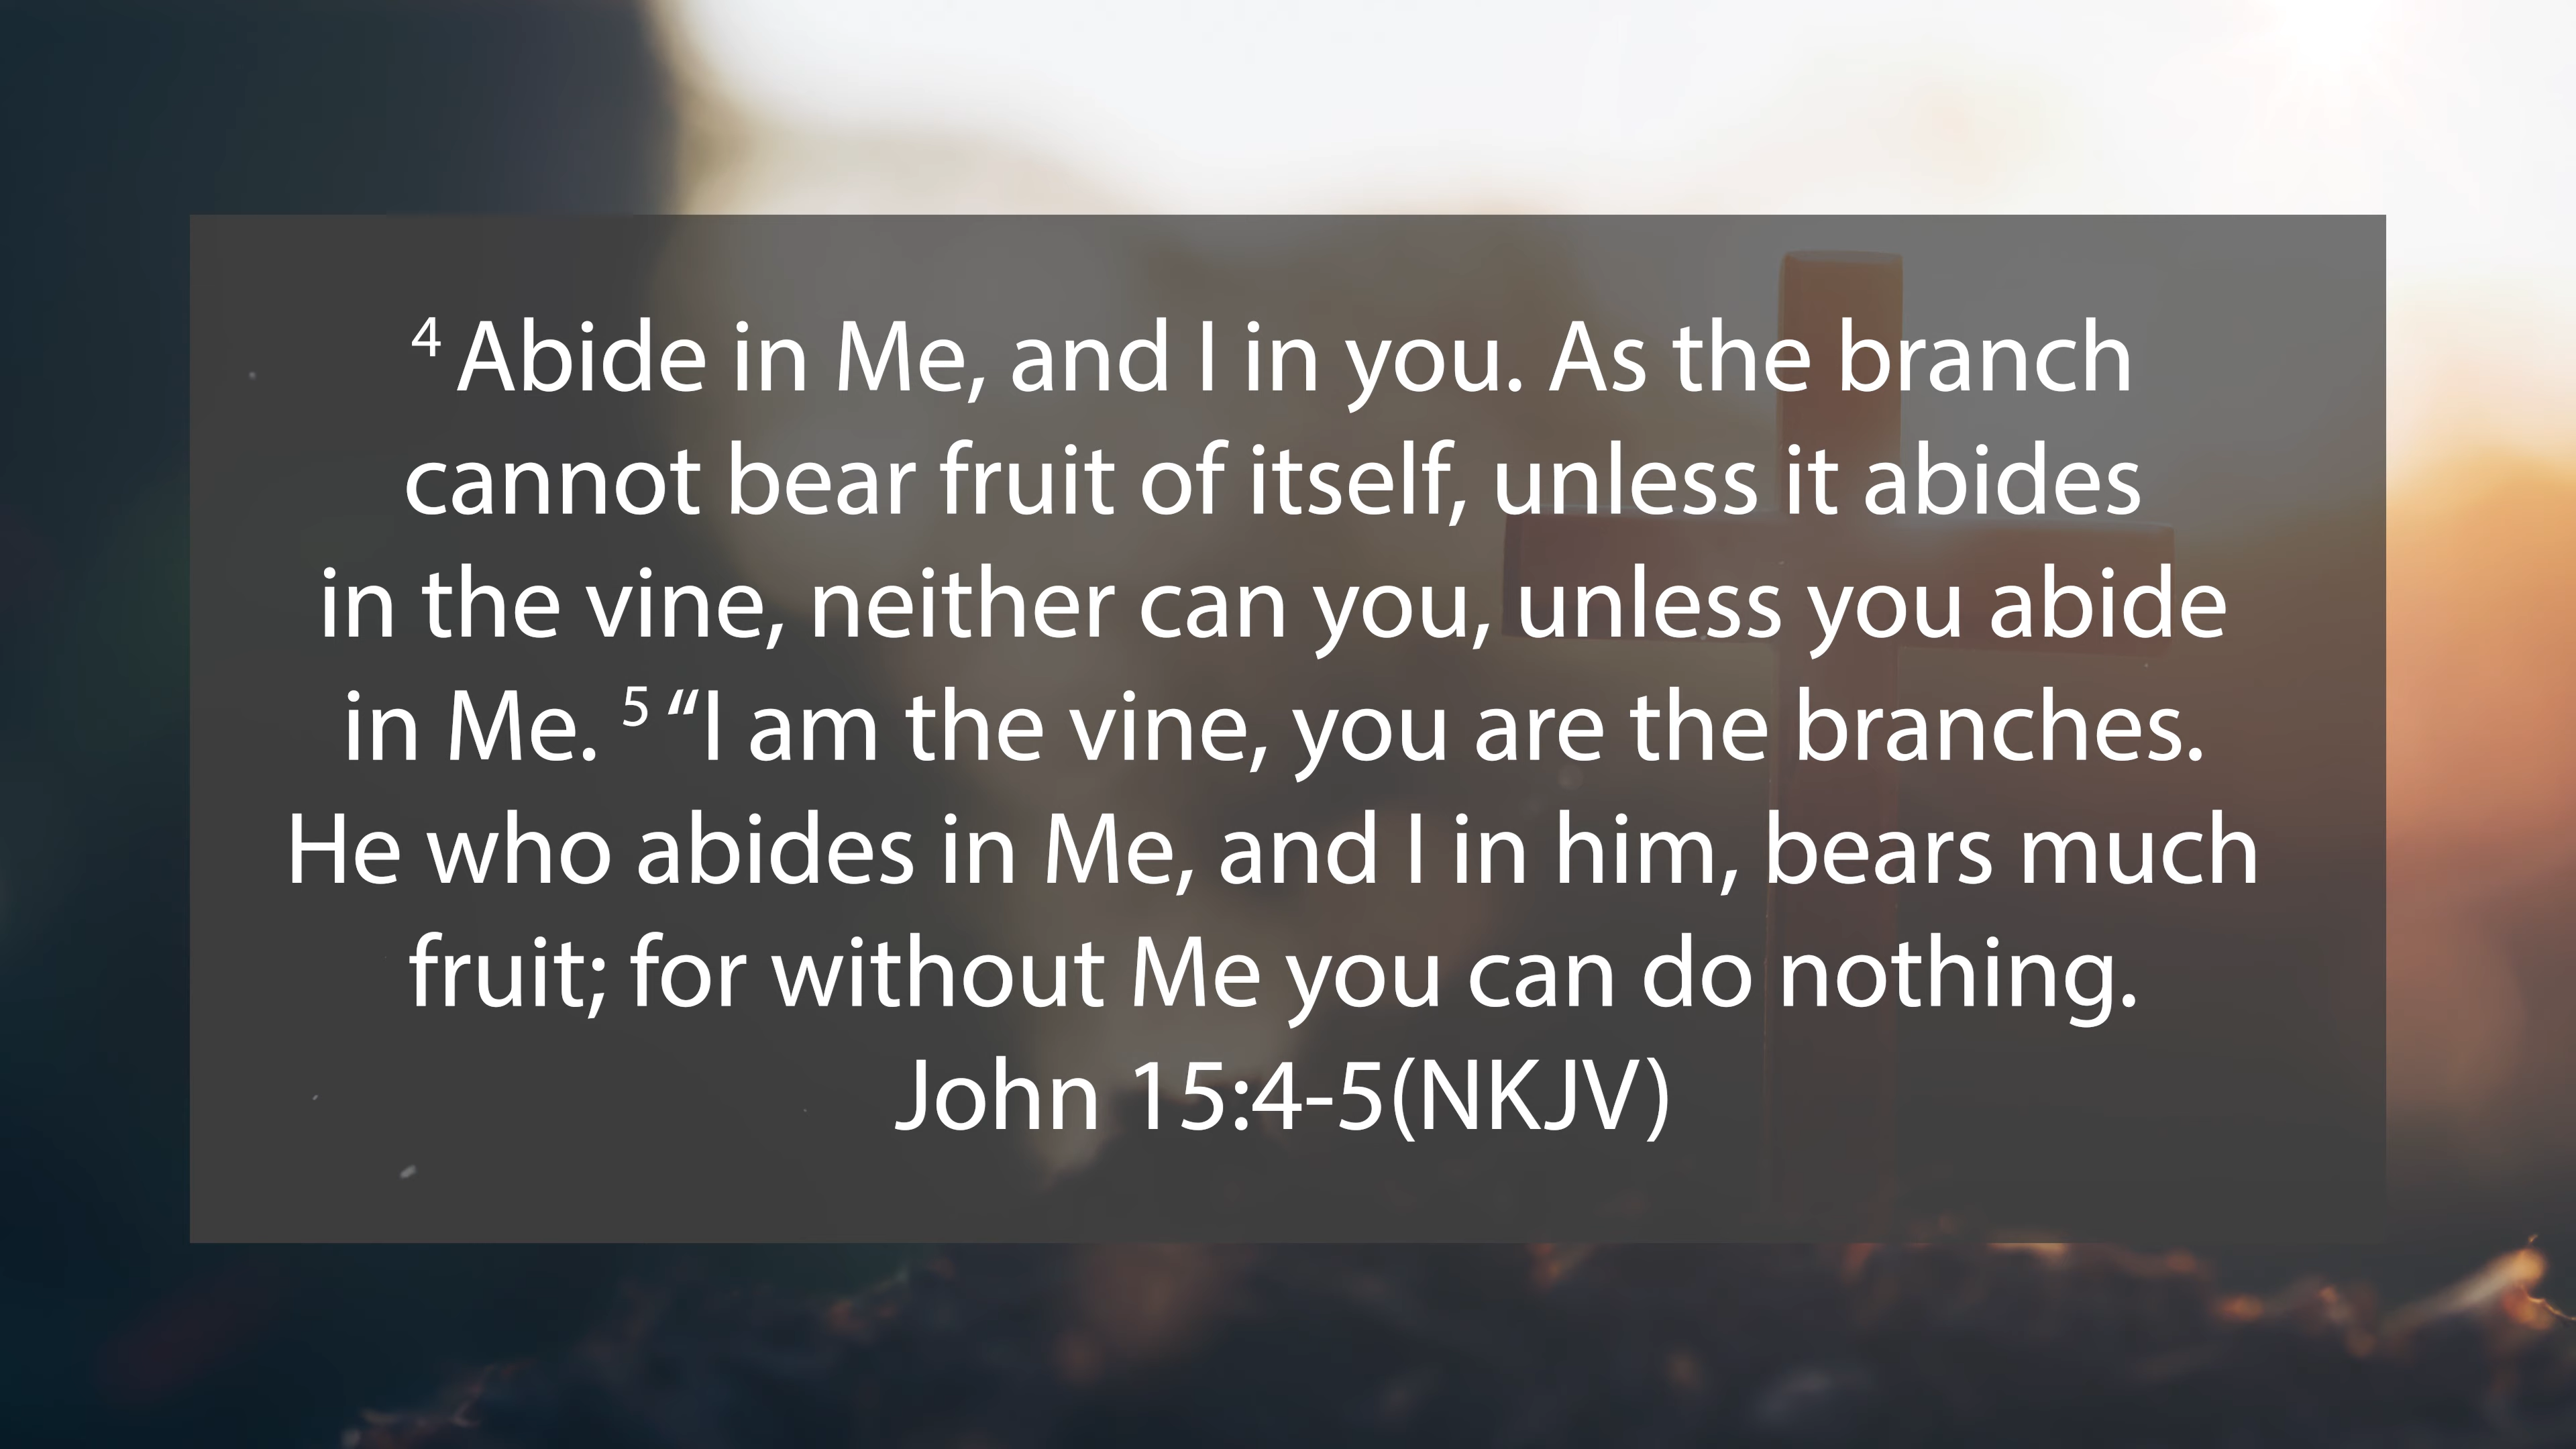 4 Abide in Me, and I in you. As the branch
cannot bear fruit of itself, unless it abides
in the vine, neither can you, unless you abide
in Me. 5 “I am the vine, you are the branches.
He who abides in Me, and I in him, bears much
fruit; for without Me you can do nothing.
John 15:4-5(NKJV)